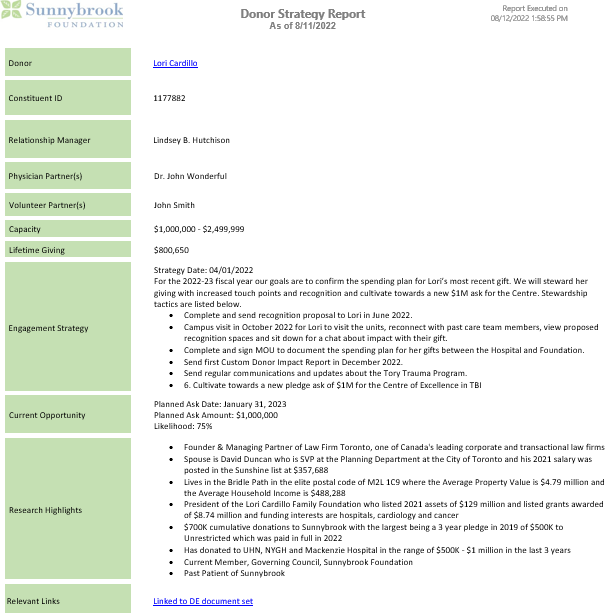 Sunnybrook
FOUNDATION
Donor Strategy Report
As of 8/11/2022
Report Executed on
08/12/2022 1:58:55 PM
Donor
Lori Cardillo
Constituent ID
1177882
Relationship Manager
Lindsey B. Hutchison
Physician Partner(s)
Dr. John Wonderful
Volunteer Partner(s)
John Smith
Capacity
$1,000,000 - $2,499,999
Lifetime Giving
$800,650
Engagement Strategy
Strategy Date: 04/01/2022
For the 2022-23 fiscal year our goals are to confirm the spending plan for Lori's most recent gift. We will steward her
giving with increased touch points and recognition and cultivate towards a new $1M ask for the Centre. Stewardship
tactics are listed below.
• Complete and send recognition proposal to Lori in June 2022.
• Campus visit in October 2022 for Lori to visit the units, reconnect with past care team members, view proposed
recognition spaces and sit down for a chat about impact with their gift.
• Complete and sign MOU to document the spending plan for her gifts between the Hospital and Foundation.
• Send first Custom Donor Impact Report in December 2022.
• Send regular communications and updates about the Tory Trauma Program.
• 6. Cultivate towards a new pledge ask of $1M for the Centre of Excellence in TBI
Current Opportunity
Planned Ask Date: January 31, 2023
Planned Ask Amount: $1,000,000
Likelihood: 75%
Research Highlights
• Founder & Managing Partner of Law Firm Toronto, one of Canada's leading corporate and transactional law firms
• Spouse is David Duncan who is SVP at the Planning Department at the City of Toronto and his 2021 salary was
posted in the Sunshine list at $357,688
• Lives in the Bridle Path in the elite postal code of M2L 1C9 where the Average Property Value is $4.79 million and
the Average Household Income is $488,288
• President of the Lori Cardillo Family Foundation who listed 2021 assets of $129 million and listed grants awarded
of $8.74 million and funding interests are hospitals, cardiology and cancer
• $700K cumulative donations to Sunnybrook with the largest being a 3 year pledge in 2019 of $500K to
Unrestricted which was paid in full in 2022
• Has donated to UHN, NYGH and Mackenzie Hospital in the range of $500K - $1 million in the last 3 years
• Current Member, Governing Council, Sunnybrook Foundation
• Past Patient of Sunnybrook
Relevant Links
Linked to DE document set